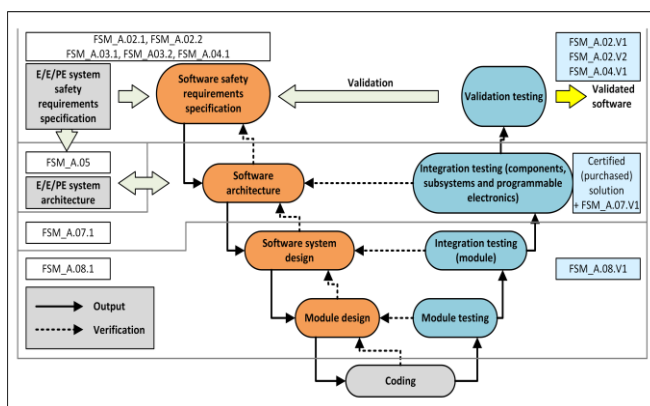 FSM_A.02.1, FSM_A.02.2
FSM_A.03.1, FSM_A03.2, FSM_A.04.1
E/E/PE system
safety
requirements
specification
Software safety
requirements
specification
Validation
Validation testing
Validated
software
FSM_A.02.V1
FSM_A.02.V2
FSM_A.04.V1
FSM_A.05
E/E/PE system
architecture
Software
architecture
Integration testing (components,
subsystems and programmable
electronics)
Certified
(purchased)
solution
+ FSM_A.07.V1
FSM_A.07.1
Software system
design
Integration testing
(module)
FSM_A.08.1
FSM_A.08.V1
Output
Verification
Module design
Module testing
Coding